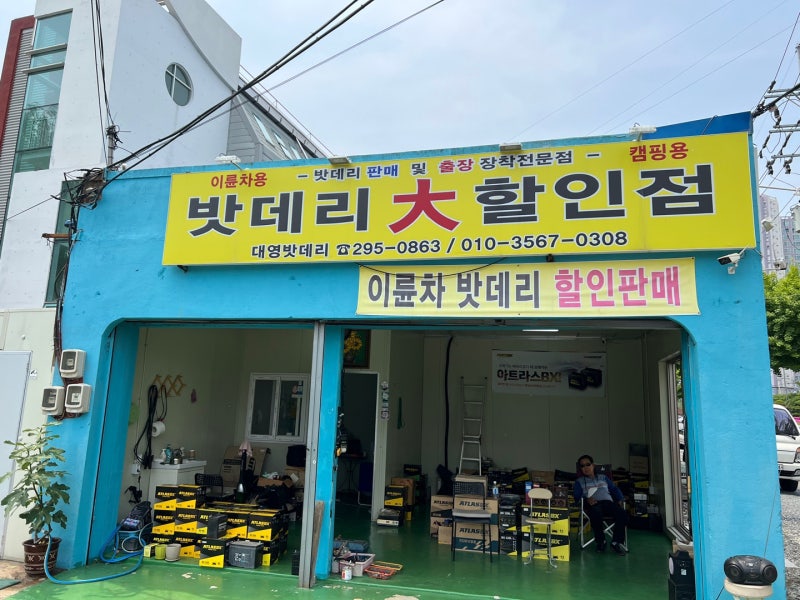 이륜차용 - 밧데리 판매 및 출장 장착전문점 - 캠핑용
밧데리 大 할인점
대영밧데리 ☎295-0863 / 010-3567-0308
이륜차 밧데리 할인판매
아트라스BX!
ATLASBX
ATLASBX
ATLASBX